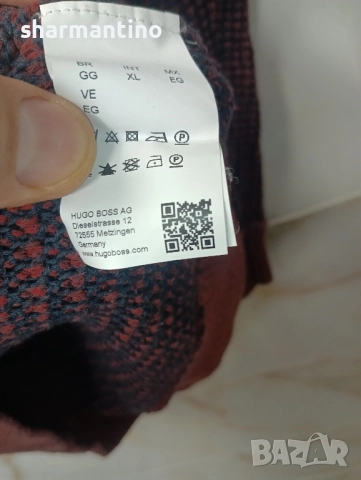 sharmantino
BR INT MX
GG XL EG
VE
EG
HUGO BOSS AG
Dieselstrasse 12
72555 Metzingen
Germany
www.hugoboss.com
BAZAR